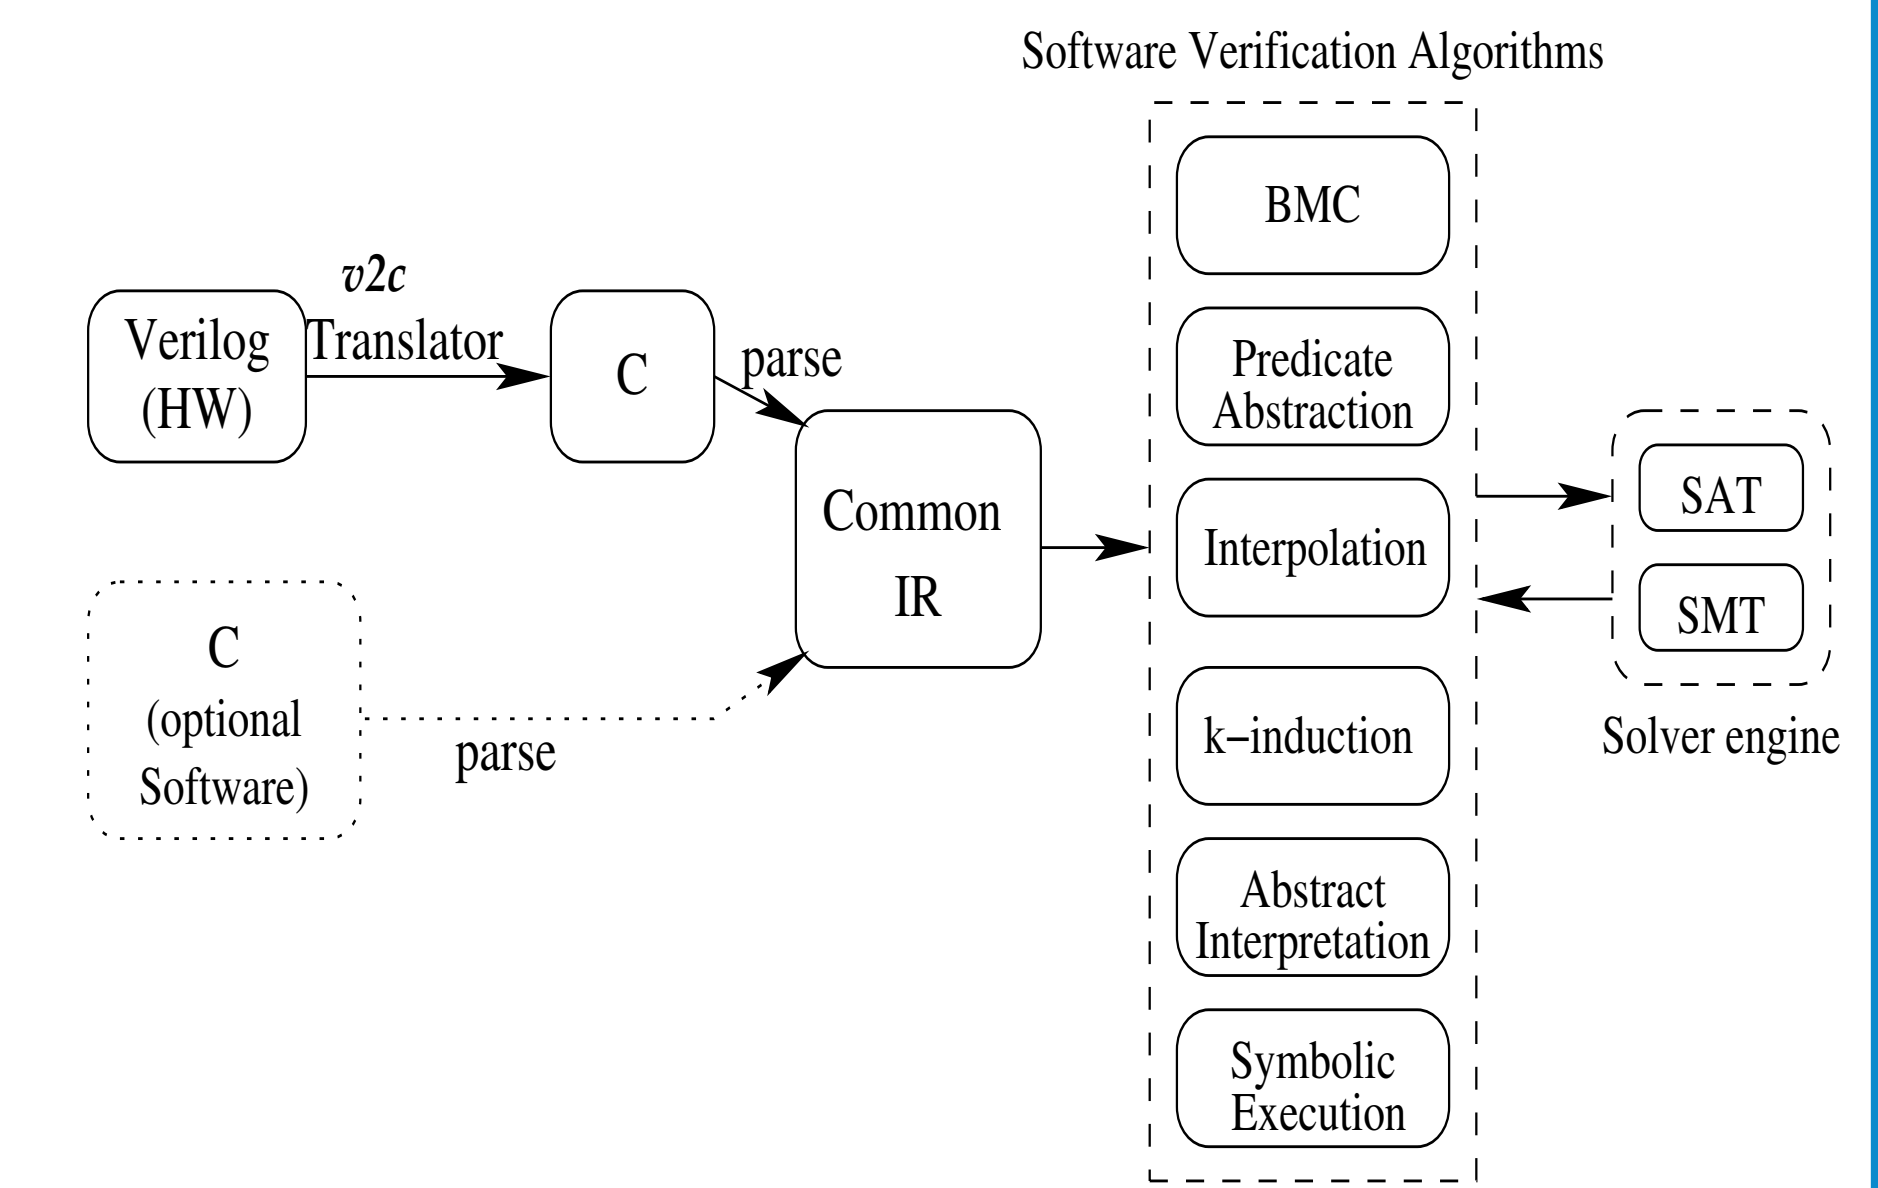 Software Verification Algorithms
BMC
v2c
Verilog
(HW)
Translator
C
parse
Predicate
Abstraction
Common
IR
Interpolation
SAT
SMT
Solver engine
C
(optional
Software)
parse
k−induction
Abstract
Interpretation
Symbolic
Execution